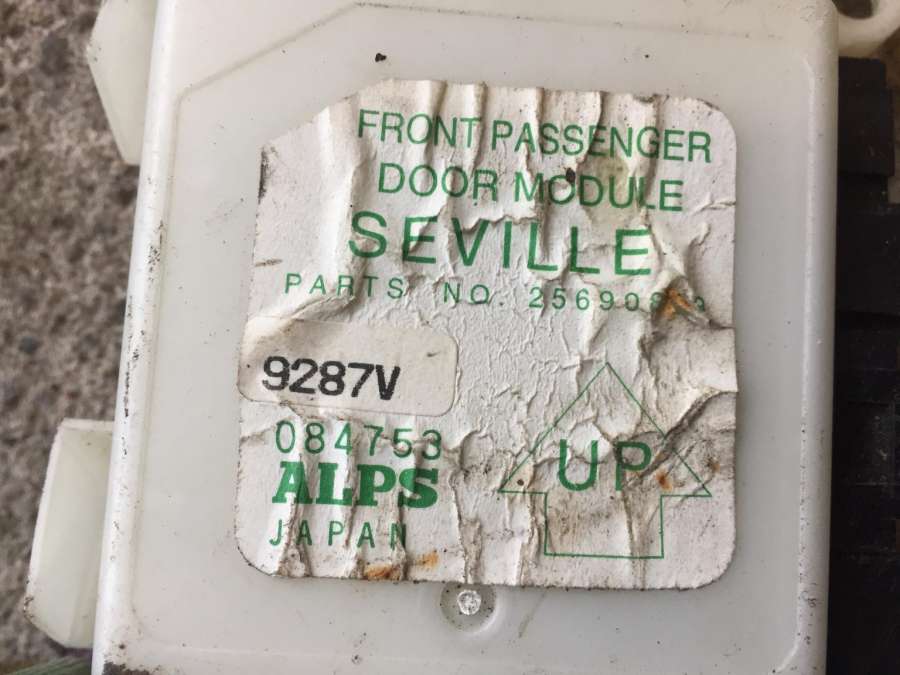 FRONT PASSENGER
DOOR MODULE
SEVILLE
PARTS NO.
9287V
084753
ALPS
JAPAN
UP